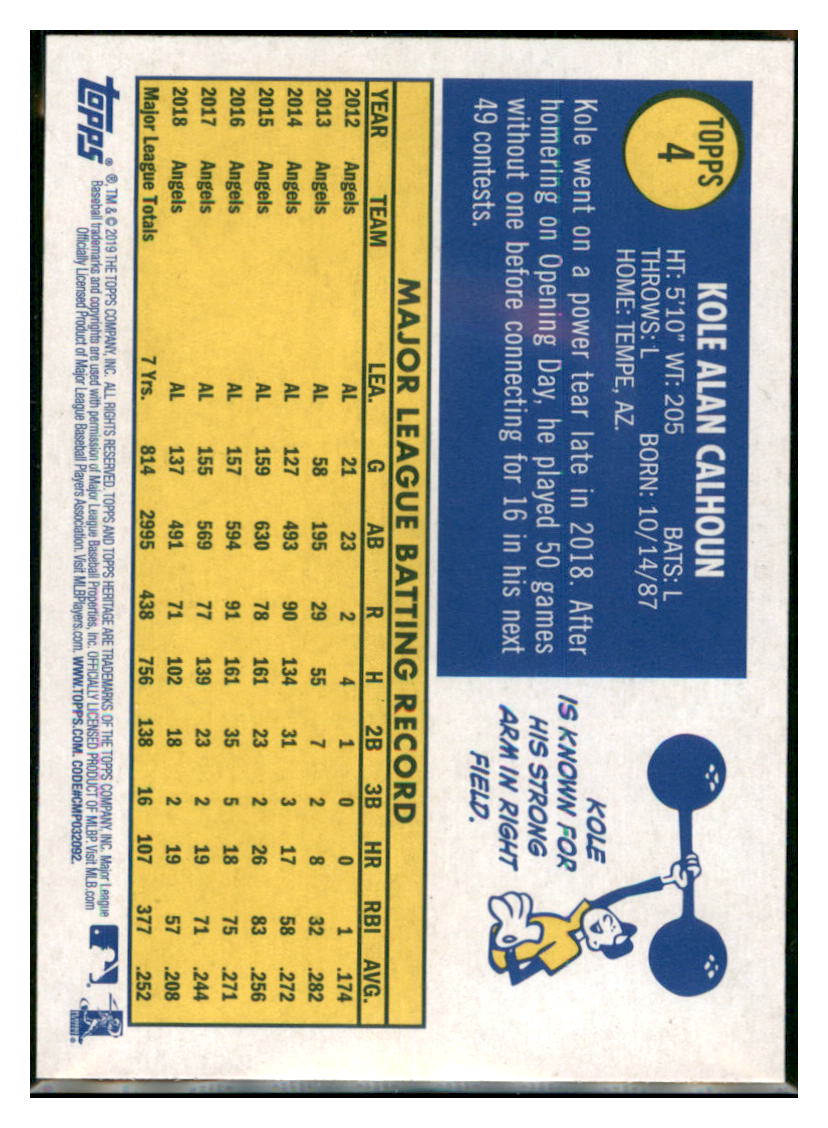 TOPPS
4
KOLE ALAN CALHOUN
HT: 5'10" WT: 205 BATS: L
THROWS: L BORN: 10/14/87
HOME: TEMPE, AZ.
Kole went on a power tear late in 2018. After
homering on Opening Day, he played 50 games
without one before connecting for 16 in his next
49 contests.
KOLE
IS KNOWN FOR
HIS STRONG
ARM IN RIGHT
FIELD.
MAJOR LEAGUE BATTING RECORD
YEAR TEAM LEA. G AB R H 2B 3B HR RBI AVG.
2012 Angels AL 21 23 2 4 1 0 0 1 .174
2013 Angels AL 58 195 29 55 7 2 8 32 .282
2014 Angels AL 127 493 90 134 31 3 17 58 .272
2015 Angels AL 159 630 78 161 23 2 26 83 .256
2016 Angels AL 157 594 91 161 35 5 18 75 .271
2017 Angels AL 155 569 77 139 23 2 19 71 .244
2018 Angels AL 137 491 71 102 18 2 19 57 .208
Major League Totals 7 Yrs. 814 2995 438 756 138 16 107 377 .252
topps®
®, TM & © 2019 THE TOPPS COMPANY, INC. ALL RIGHTS RESERVED. TOPPS AND TOPPS HERITAGE ARE TRADEMARKS OF THE TOPPS COMPANY, INC. Major League
Baseball trademarks and copyrights are used with permission of Major League Baseball Properties, Inc. OFFICIALLY LICENSED PRODUCT OF MLBP. Visit MLB.com
Officially Licensed Product of Major League Baseball Players Association. Visit MLBPlayers.com. WWW.TOPPS.COM. CODE#CMP032092.